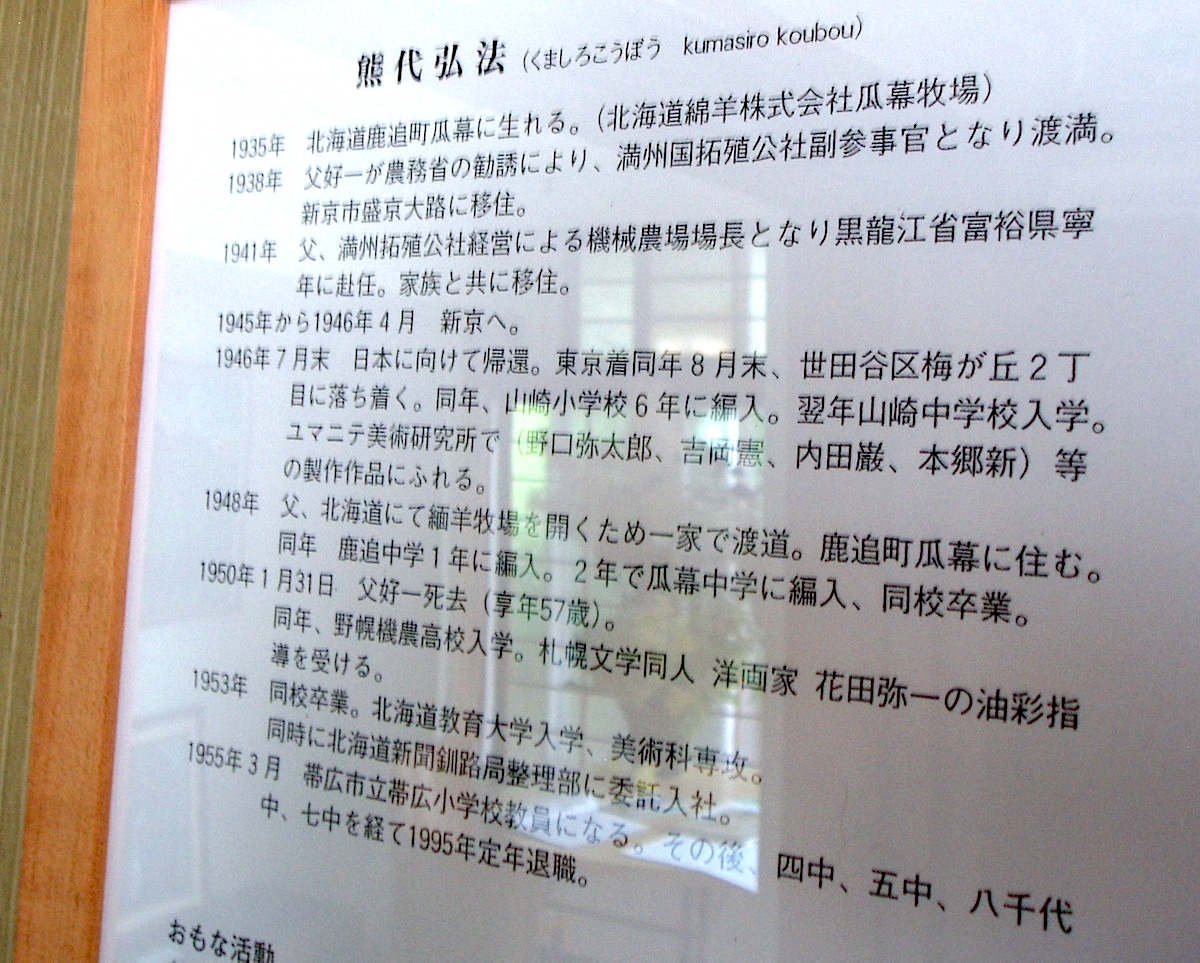 熊代弘法（くましろこうぼう　kumasiro koubou）
1935年　北海道鹿追町瓜幕に生れる。（北海道綿羊株式会社瓜幕牧場）
1938年　父好一が農務省の勧誘により、満州国拓殖公社副参事官となり渡満。
新京市盛京大路に移住。
1941年　父、満州拓殖公社経営による機械農場場長となり黒龍江省富裕県寧
年に赴任。家族と共に移住。
1945年から1946年4月　新京へ。
1946年7月末　日本に向けて帰還。東京着同年8月末、世田谷区梅が丘2丁
目に落ち着く。同年、山崎小学校6年に編入。翌年山崎中学校入学。
ユマニテ美術研究所で（野口弥太郎、吉岡憲、内田巌、本郷新）等
の製作作品にふれる。
1948年　父、北海道にて緬羊牧場を開くため一家で渡道。鹿追町瓜幕に住む。
同年　鹿追中学1年に編入。2年で瓜幕中学に編入、同校卒業。
1950年1月31日　父好一死去（享年57歳）。
同年、野幌機農高校入学。札幌文学同人 洋画家 花田弥一の油彩指
導を受ける。
1953年　同校卒業。北海道教育大学入学、美術科専攻。
同時に北海道新聞釧路局整理部に委託入社。
1955年3月　帯広市立帯広小学校教員になる。その後、四中、五中、八千代
中、七中を経て1995年定年退職。
おもな活動